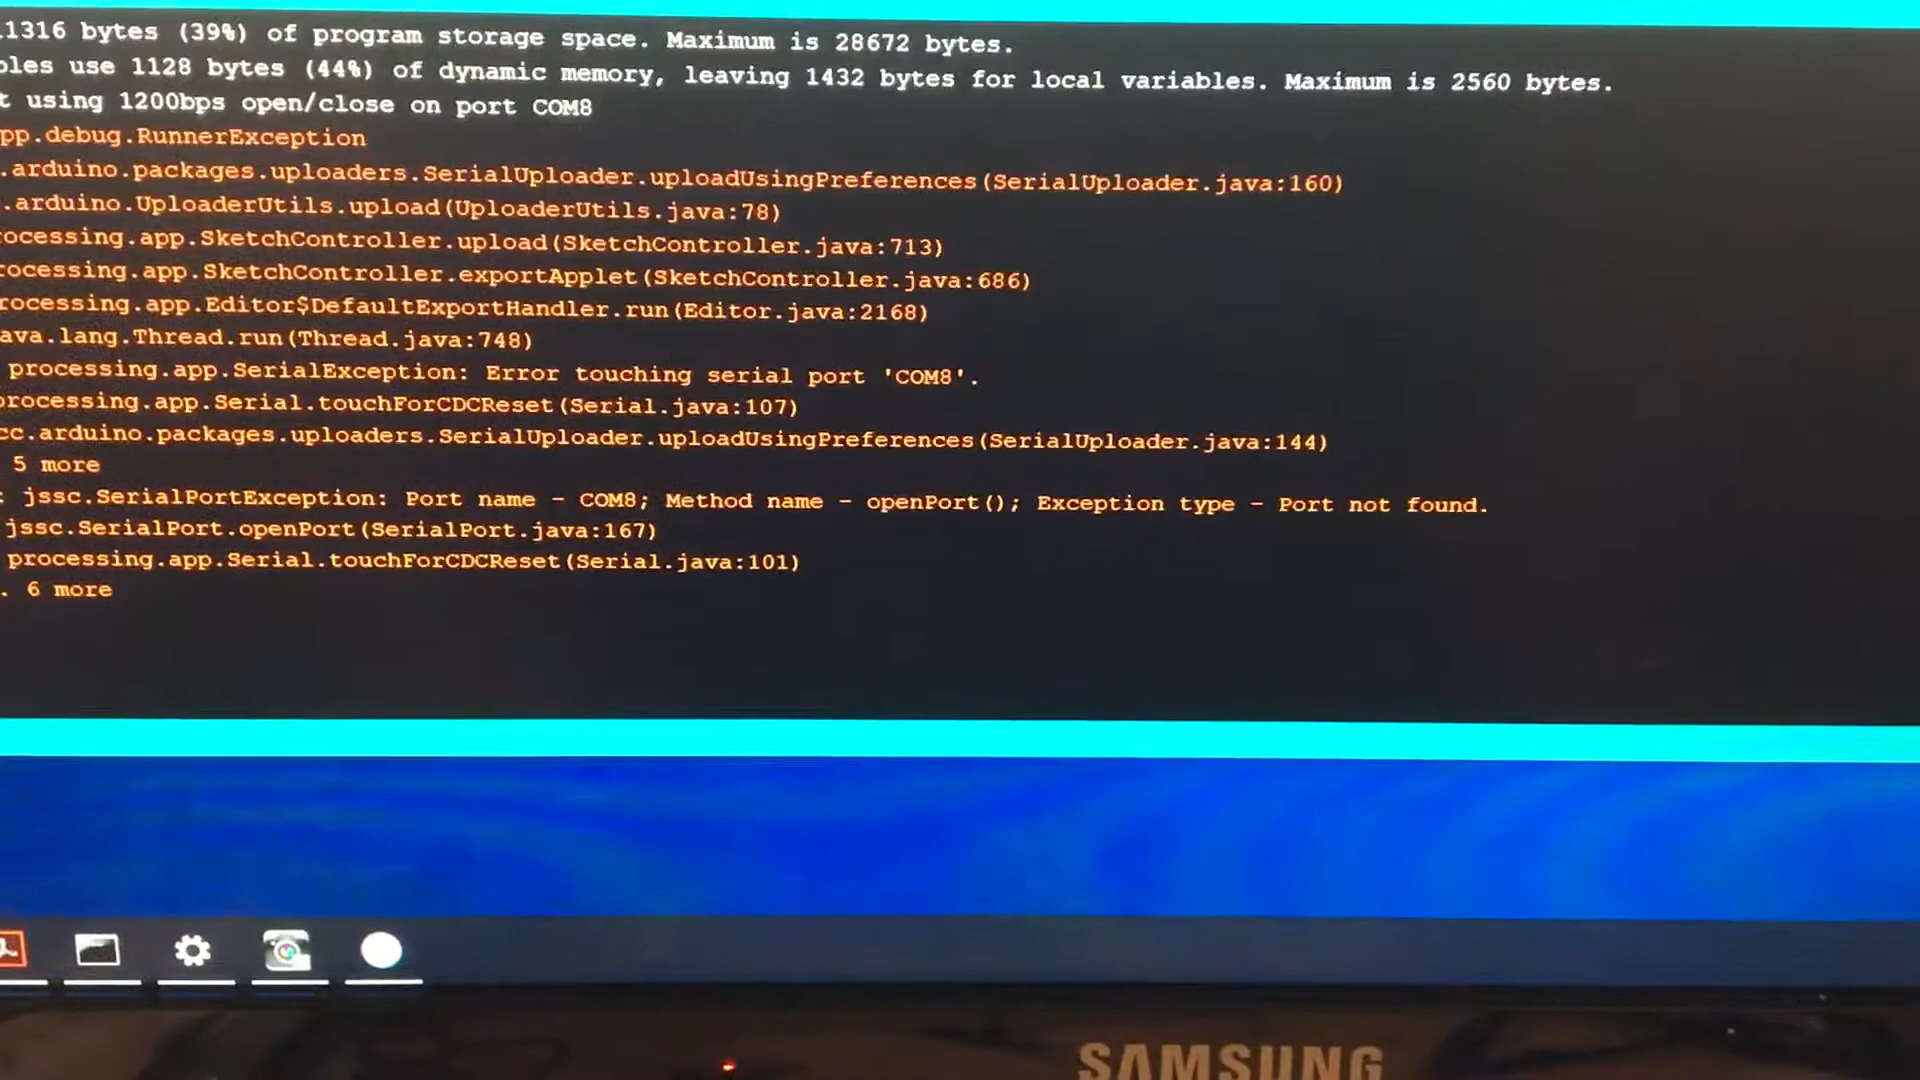 1316 bytes (39%) of program storage space. Maximum is 28672 bytes.
bles use 1128 bytes (44%) of dynamic memory, leaving 1432 bytes for local variables. Maximum is 2560 bytes.
t using 1200bps open/close on port COM8
pp.debug.RunnerException
.arduino.packages.uploaders.SerialUploader.uploadUsingPreferences(SerialUploader.java:160)
.arduino.UploaderUtils.upload(UploaderUtils.java:78)
ocessing.app.SketchController.upload(SketchController.java:713)
rocessing.app.SketchController.exportApplet(SketchController.java:686)
rocessing.app.Editor$DefaultExportHandler.run(Editor.java:2168)
ava.lang.Thread.run(Thread.java:748)
processing.app.SerialException: Error touching serial port 'COM8'.
processing.app.Serial.touchForCDCReset(Serial.java:107)
cc.arduino.packages.uploaders.SerialUploader.uploadUsingPreferences(SerialUploader.java:144)
5 more
: jssc.SerialPortException: Port name - COM8; Method name - openPort(); Exception type - Port not found.
jssc.SerialPort.openPort(SerialPort.java:167)
processing.app.Serial.touchForCDCReset(Serial.java:101)
. 6 more
SAMSUNG